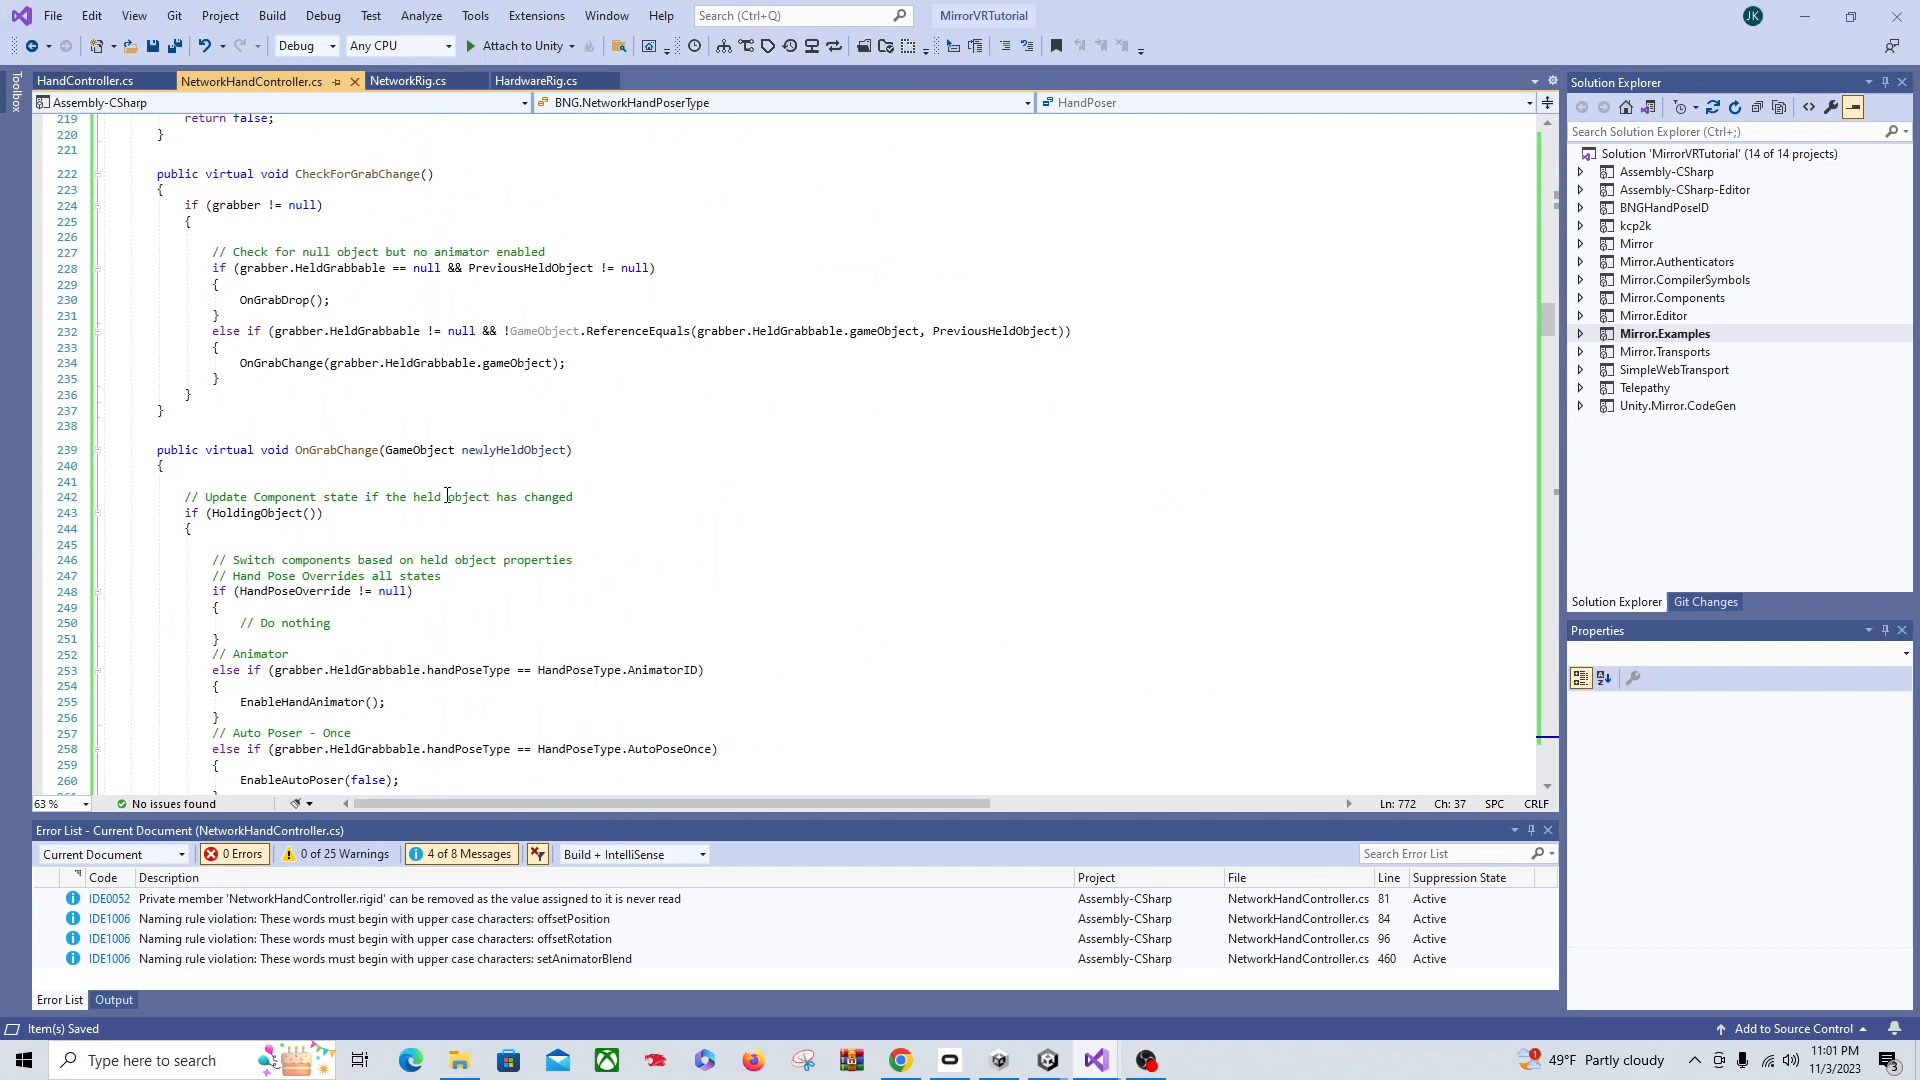 File Edit View Git Project Build Debug Test Analyze Tools Extensions Window Help Search (Ctrl+Q) MirrorVRTutorial JK
Debug Any CPU Attach to Unity
Toolbox
HandController.cs NetworkHandController.cs NetworkRig.cs HardwareRig.cs
Assembly-CSharp BNG.NetworkHandPoserType HandPoser
219 return false;
220 }
221
222 public virtual void CheckForGrabChange()
223 {
224 if (grabber != null)
225 {
226
227 // Check for null object but no animator enabled
228 if (grabber.HeldGrabbable == null && PreviousHeldObject != null)
229 {
230 OnGrabDrop();
231 }
232 else if (grabber.HeldGrabbable != null && !GameObject.ReferenceEquals(grabber.HeldGrabbable.gameObject, PreviousHeldObject))
233 {
234 OnGrabChange(grabber.HeldGrabbable.gameObject);
235 }
236 }
237 }
238
239 public virtual void OnGrabChange(GameObject newlyHeldObject)
240 {
241
242 // Update Component state if the held object has changed
243 if (HoldingObject())
244 {
245
246 // Switch components based on held object properties
247 // Hand Pose Overrides all states
248 if (HandPoseOverride != null)
249 {
250 // Do nothing
251 }
252 // Animator
253 else if (grabber.HeldGrabbable.handPoseType == HandPoseType.AnimatorID)
254 {
255 EnableHandAnimator();
256 }
257 // Auto Poser - Once
258 else if (grabber.HeldGrabbable.handPoseType == HandPoseType.AutoPoseOnce)
259 {
260 EnableAutoPoser(false);
63 % No issues found Ln: 772 Ch: 37 SPC CRLF
Error List - Current Document (NetworkHandController.cs)
Current Document 0 Errors 0 of 25 Warnings 4 of 8 Messages Build + IntelliSense Search Error List
Code Description Project File Line Suppression State
IDE0052 Private member 'NetworkHandController.rigid' can be removed as the value assigned to it is never read Assembly-CSharp NetworkHandController.cs 81 Active
IDE1006 Naming rule violation: These words must begin with upper case characters: offsetPosition Assembly-CSharp NetworkHandController.cs 84 Active
IDE1006 Naming rule violation: These words must begin with upper case characters: offsetRotation Assembly-CSharp NetworkHandController.cs 96 Active
IDE1006 Naming rule violation: These words must begin with upper case characters: setAnimatorBlend Assembly-CSharp NetworkHandController.cs 460 Active
Error List Output
Solution Explorer
Search Solution Explorer (Ctrl+;)
Solution 'MirrorVRTutorial' (14 of 14 projects)
Assembly-CSharp
Assembly-CSharp-Editor
BNGHandPoseID
kcp2k
Mirror
Mirror.Authenticators
Mirror.CompilerSymbols
Mirror.Components
Mirror.Editor
Mirror.Examples
Mirror.Transports
SimpleWebTransport
Telepathy
Unity.Mirror.CodeGen
Solution Explorer Git Changes
Properties
Item(s) Saved Add to Source Control
Type here to search 1 49°F Partly cloudy 11:01 PM
11/3/2023 3